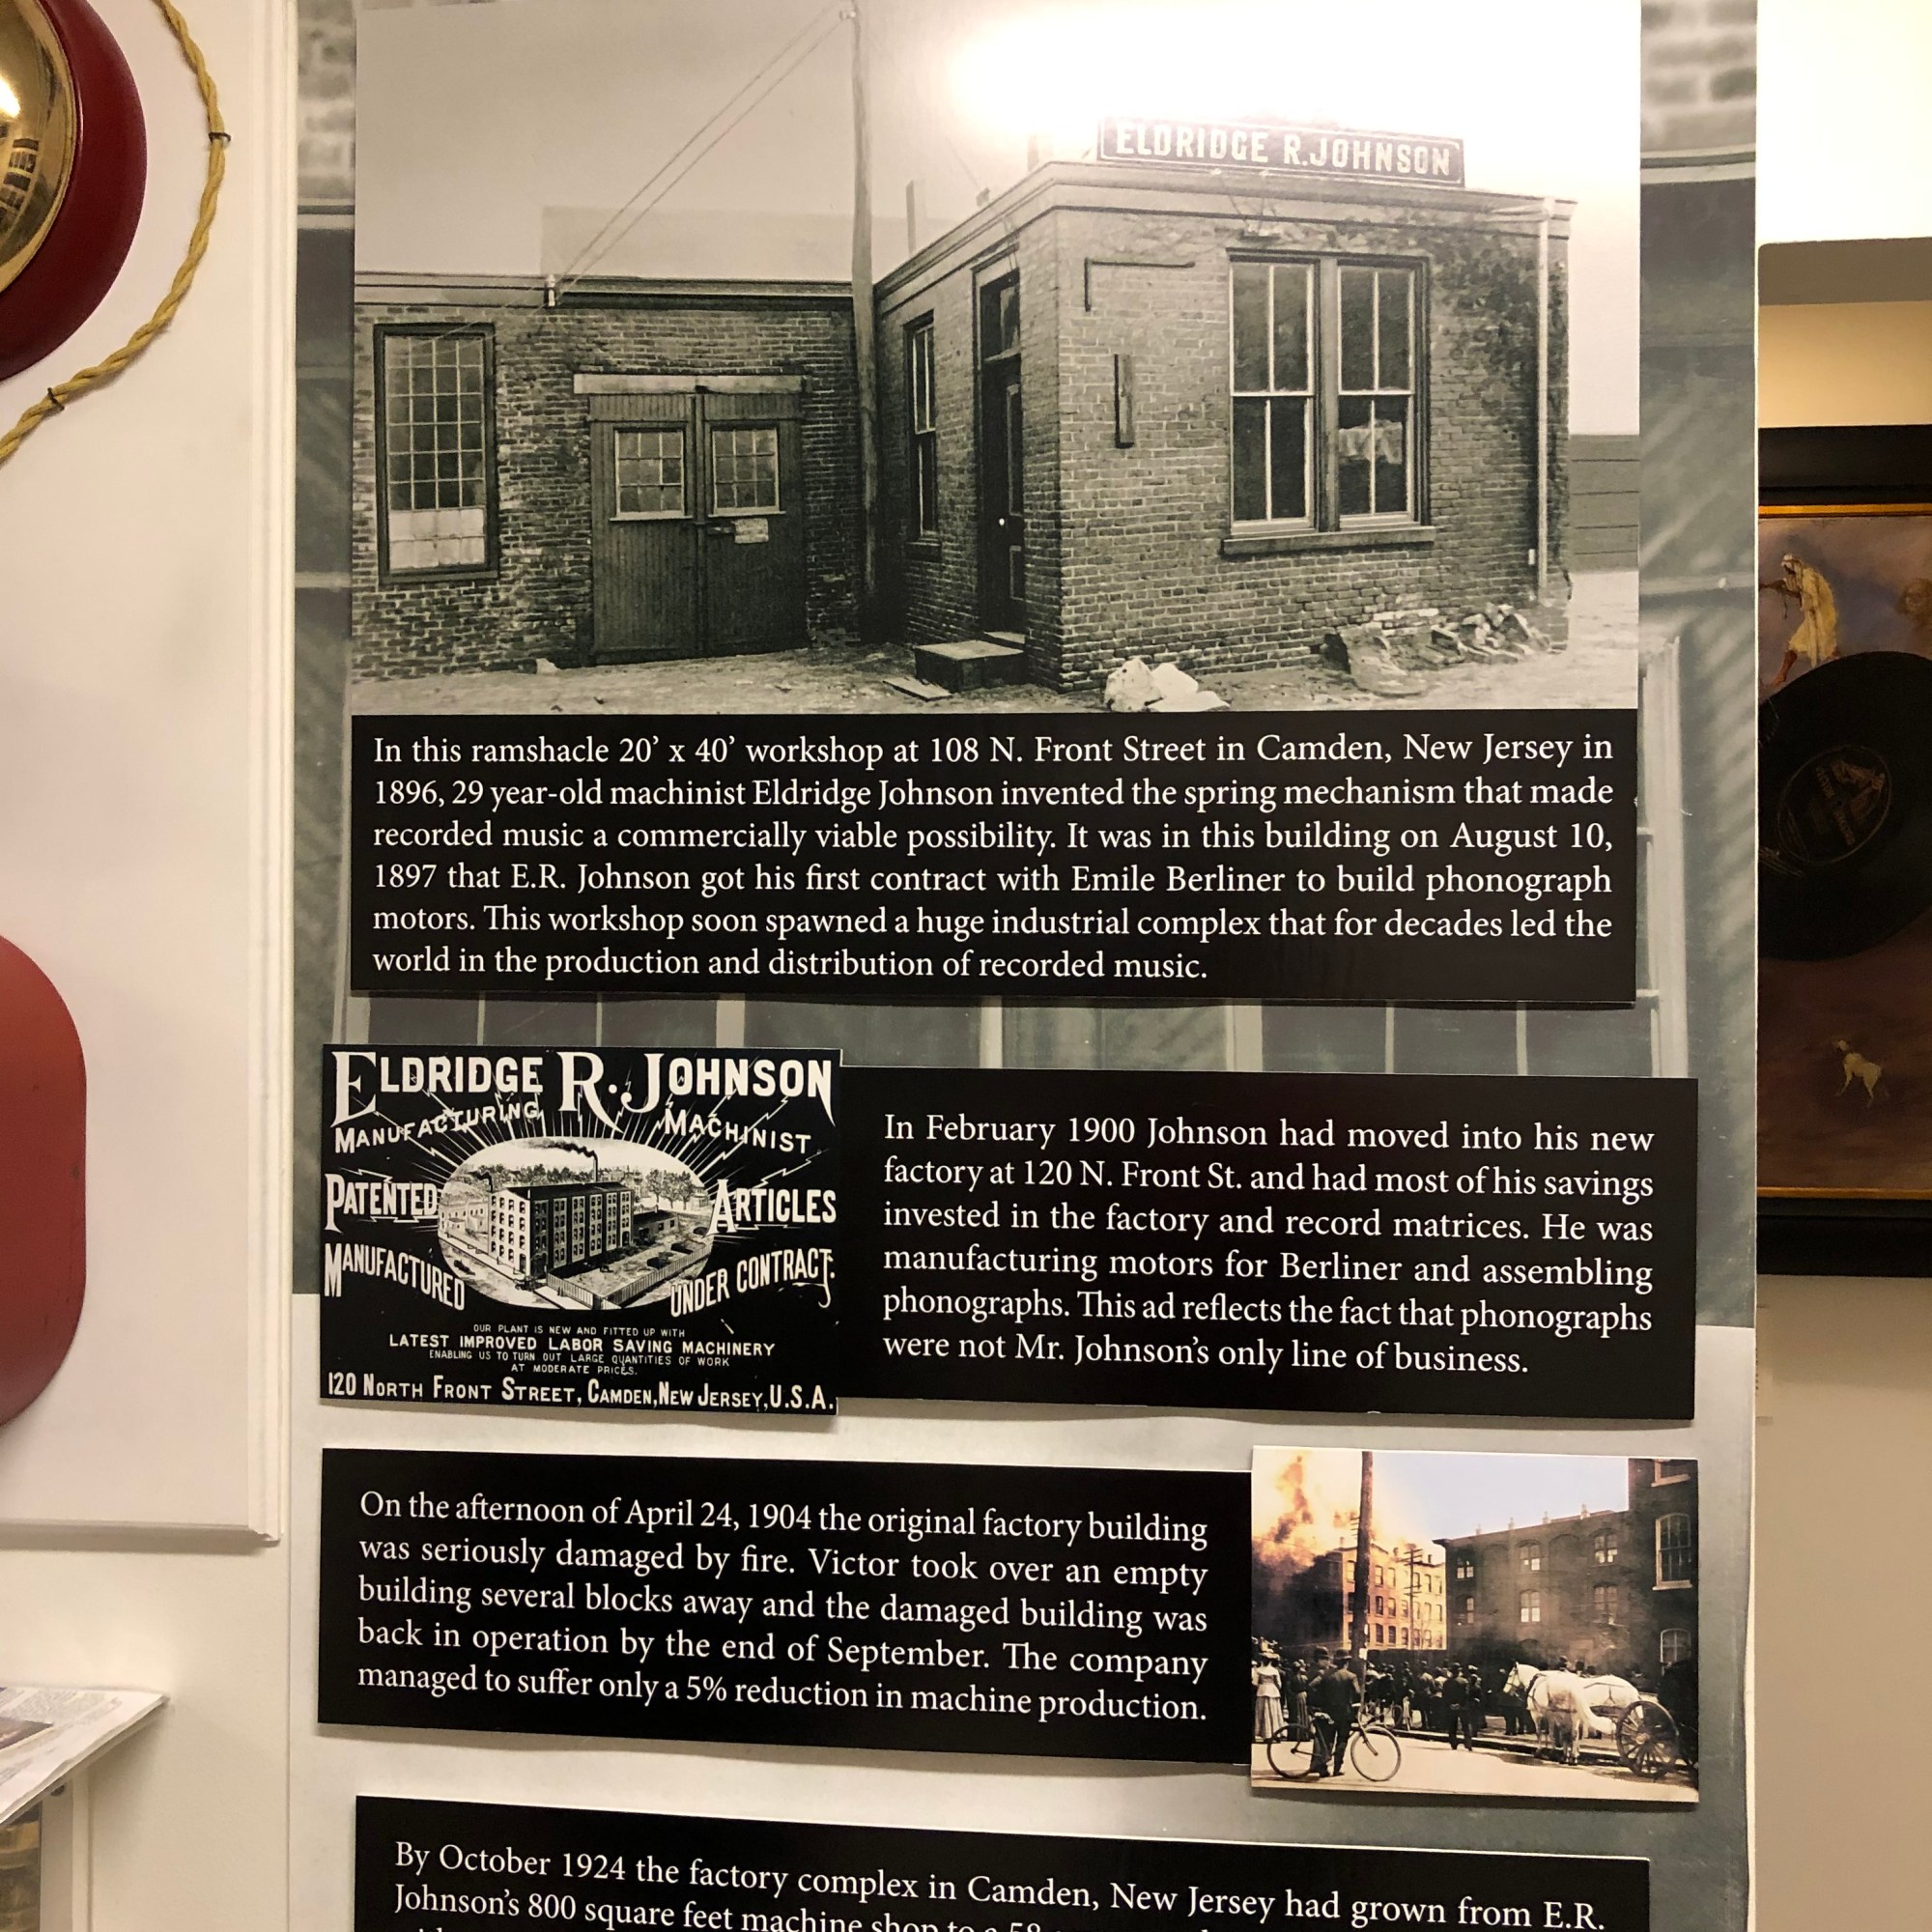 ELDRIDGE R. JOHNSON
In this ramshacle 20’ x 40’ workshop at 108 N. Front Street in Camden, New Jersey in
1896, 29 year-old machinist Eldridge Johnson invented the spring mechanism that made
recorded music a commercially viable possibility. It was in this building on August 10,
1897 that E.R. Johnson got his first contract with Emile Berliner to build phonograph
motors. This workshop soon spawned a huge industrial complex that for decades led the
world in the production and distribution of recorded music.
ELDRIDGE R. JOHNSON
MANUFACTURING MACHINIST
PATENTED ARTICLES
MANUFACTURED UNDER CONTRACT.
OUR PLANT IS NEW AND FITTED UP WITH
LATEST IMPROVED LABOR SAVING MACHINERY
ENABLING US TO TURN OUT LARGE QUANTITIES OF WORK
AT MODERATE PRICES.
120 NORTH FRONT STREET, CAMDEN, NEW JERSEY, U.S.A.
In February 1900 Johnson had moved into his new
factory at 120 N. Front St. and had most of his savings
invested in the factory and record matrices. He was
manufacturing motors for Berliner and assembling
phonographs. This ad reflects the fact that phonographs
were not Mr. Johnson’s only line of business.
On the afternoon of April 24, 1904 the original factory building
was seriously damaged by fire. Victor took over an empty
building several blocks away and the damaged building was
back in operation by the end of September. The company
managed to suffer only a 5% reduction in machine production.
By October 1924 the factory complex in Camden, New Jersey had grown from E.R.
Johnson’s 800 square feet machine shop to a 58